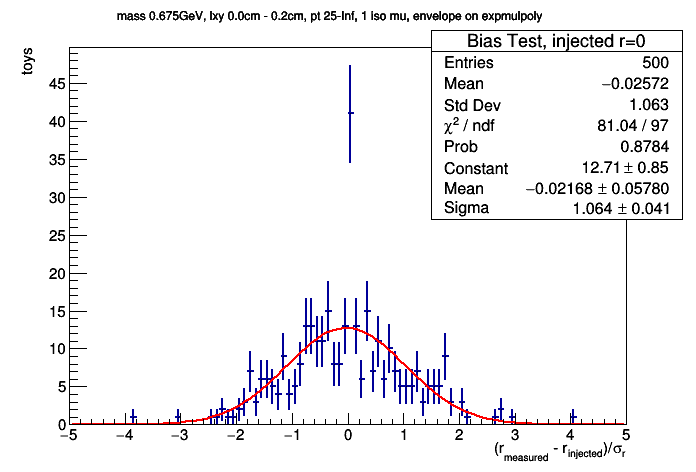 mass 0.675GeV, lxy 0.0cm - 0.2cm, pt 25-Inf, 1 iso mu, envelope on expmulpoly
Bias Test, injected r=0
Entries 500
Mean −0.02572
Std Dev 1.063
χ² / ndf 81.04 / 97
Prob 0.8784
Constant 12.71 ± 0.85
Mean −0.02168 ± 0.05780
Sigma 1.064 ± 0.041
toys
45
40
35
30
25
20
15
10
5
0
−5 −4 −3 −2 −1 0 1 2 3 4 5
(r_measured - r_injected)/σ_r